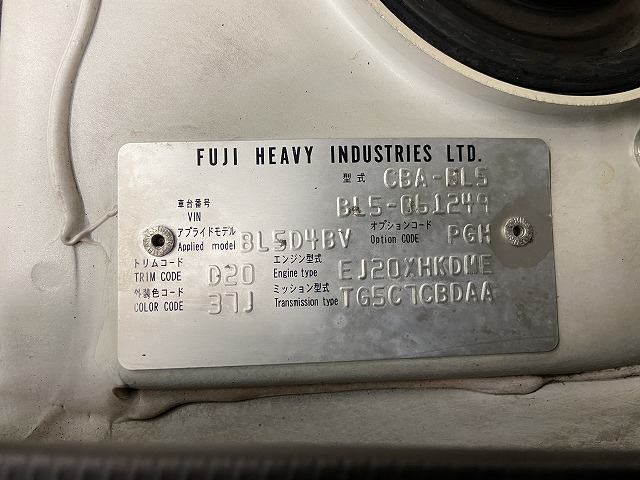 FUJI HEAVY INDUSTRIES LTD.
型式 CBA-BL5
車台番号 VIN BL5-061249
アプライドモデル Applied model BL5D4BV オプションコード Option CODE PGH
トリムコード TRIM CODE D20 エンジン型式 Engine type EJ20XHKDME
外装色コード COLOR CODE 37J ミッション型式 Transmission type TG5C7CBDAA